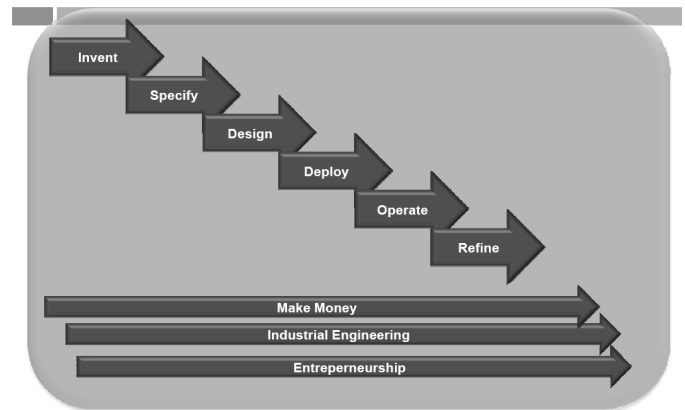 Invent
Specify
Design
Deploy
Operate
Refine
Make Money
Industrial Engineering
Entreperneurship